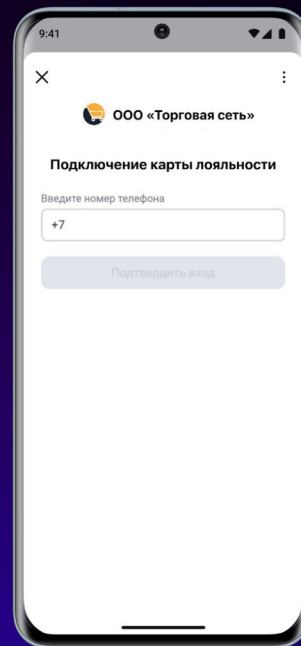 9:41
ООО «Торговая сеть»
Подключение карты лояльности
Введите номер телефона
+7
Подтвердить вход